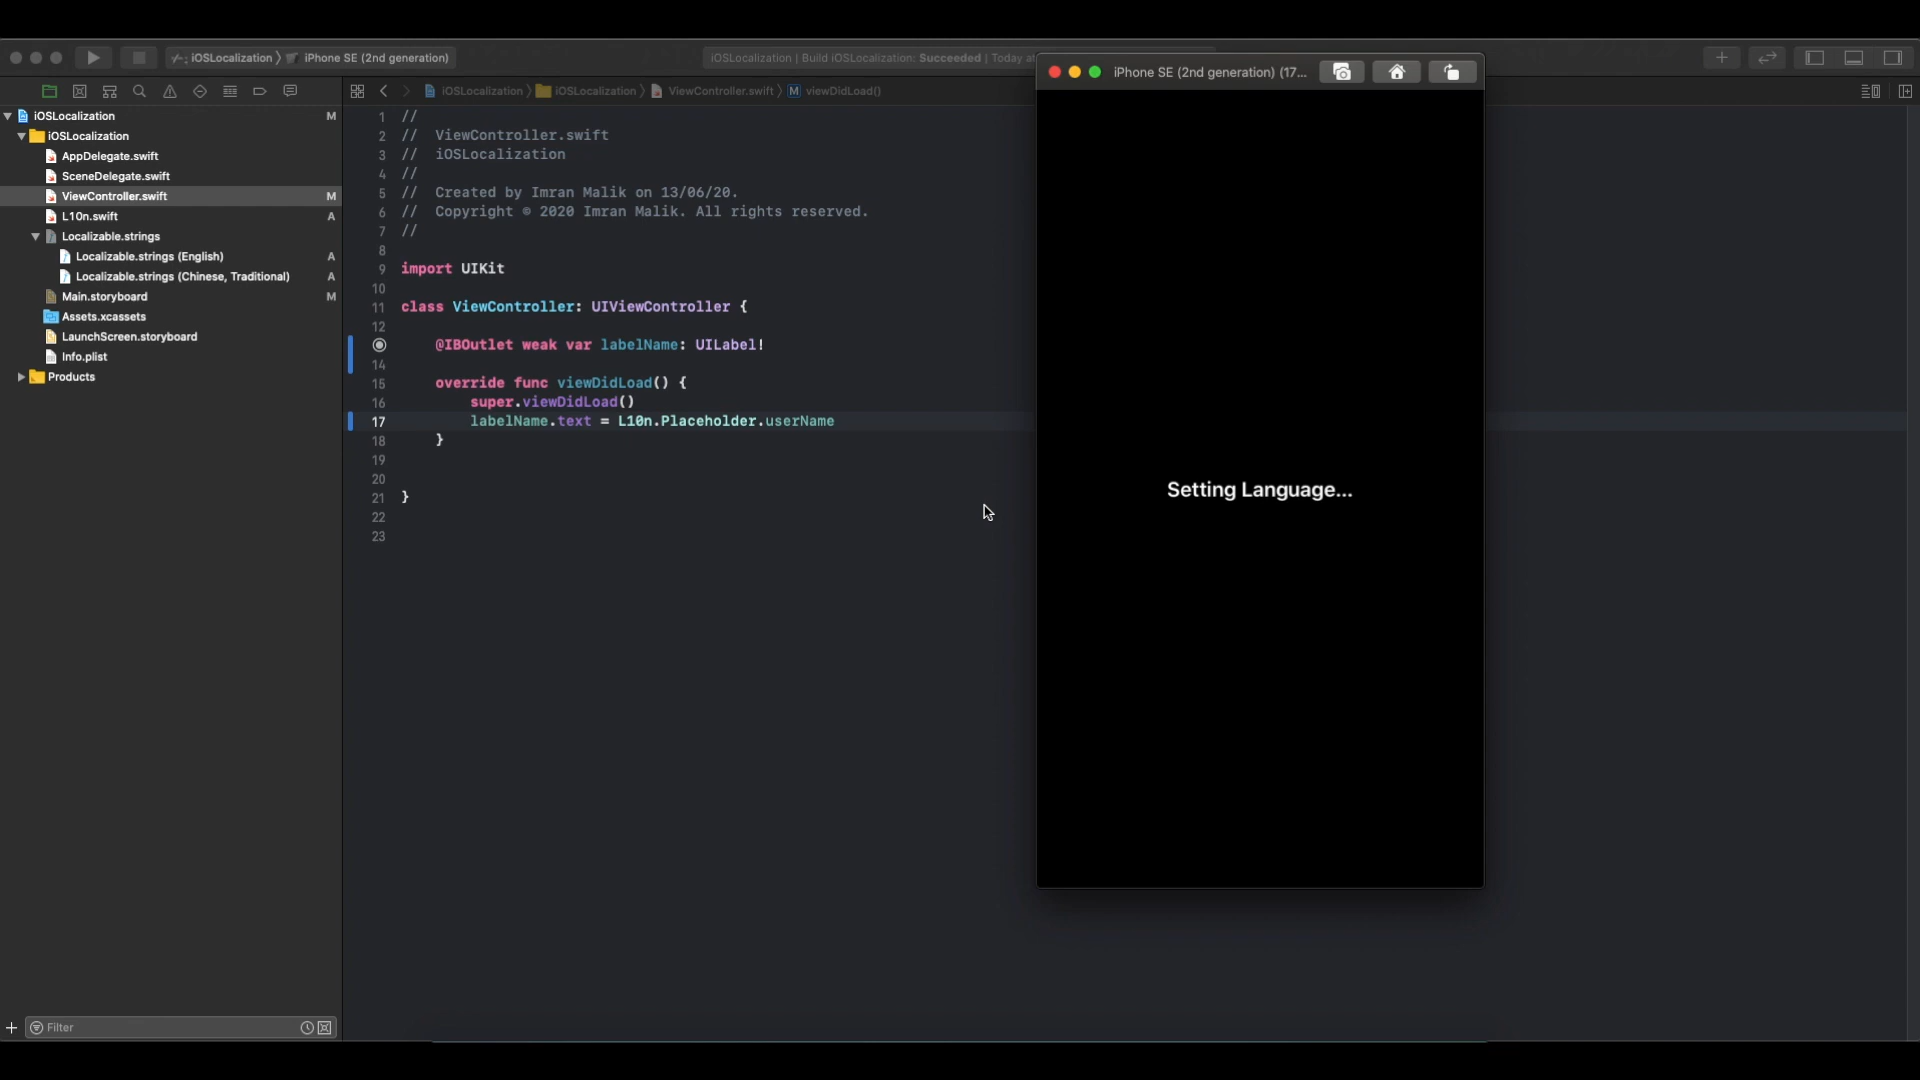 iOSLocalization 〉 iPhone SE (2nd generation)
iOSLocalization | Build iOSLocalization: Succeeded | Today at
iPhone SE (2nd generation) (17...
iOSLocalization 〉 iOSLocalization 〉 ViewController.swift 〉 M viewDidLoad()
iOSLocalization M
iOSLocalization
AppDelegate.swift
SceneDelegate.swift
ViewController.swift M
L10n.swift A
Localizable.strings
Localizable.strings (English) A
Localizable.strings (Chinese, Traditional) A
Main.storyboard M
Assets.xcassets
LaunchScreen.storyboard
Info.plist
Products
1 //
2 // ViewController.swift
3 // iOSLocalization
4 //
5 // Created by Imran Malik on 13/06/20.
6 // Copyright © 2020 Imran Malik. All rights reserved.
7 //
8
9 import UIKit
10
11 class ViewController: UIViewController {
12
@IBOutlet weak var labelName: UILabel!
14
15 override func viewDidLoad() {
16 super.viewDidLoad()
17 labelName.text = L10n.Placeholder.userName
18 }
19
20
21 }
22
23
Setting Language...
Filter